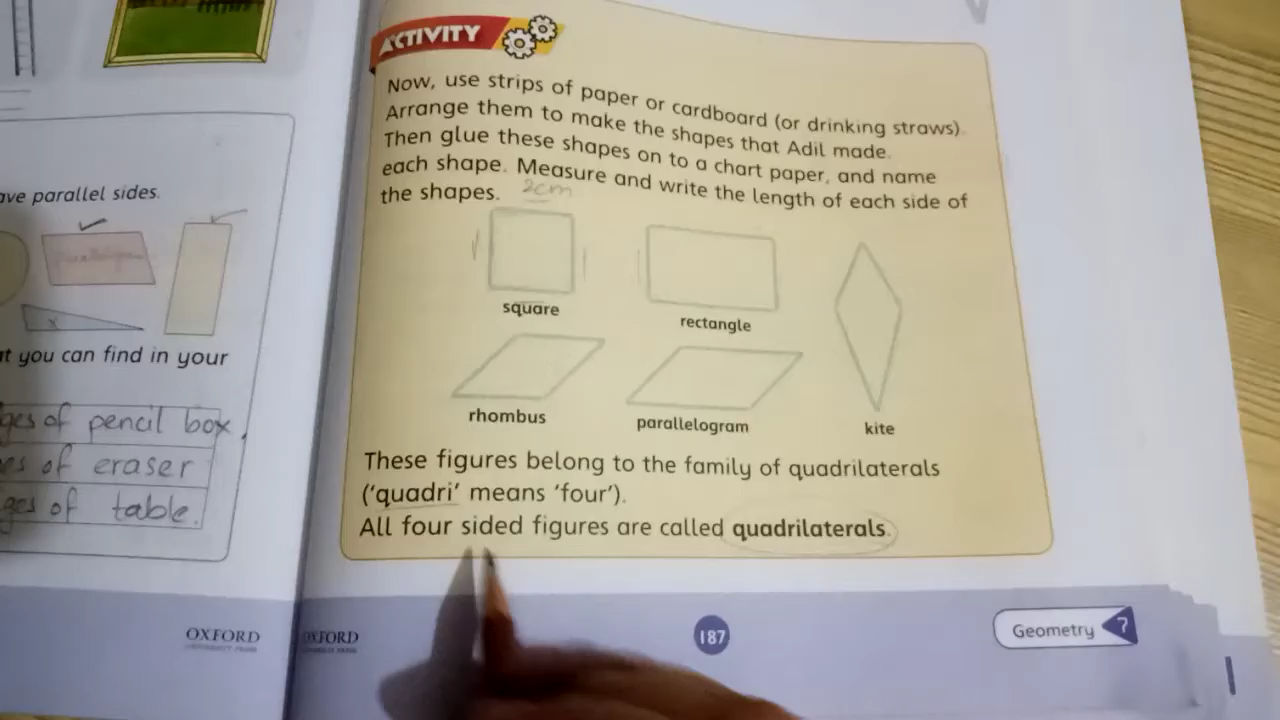 ave parallel sides.
t you can find in your
ges of pencil box.
es of eraser
ges of table.
OXFORD
ACTIVITY
Now, use strips of paper or cardboard (or drinking straws).
Arrange them to make the shapes that Adil made.
Then glue these shapes on to a chart paper, and name
each shape. Measure and write the length of each side of
the shapes.
2cm
square
rectangle
rhombus
parallelogram
kite
These figures belong to the family of quadrilaterals
('quadri' means 'four').
All four sided figures are called quadrilaterals.
OXFORD
187
Geometry ?